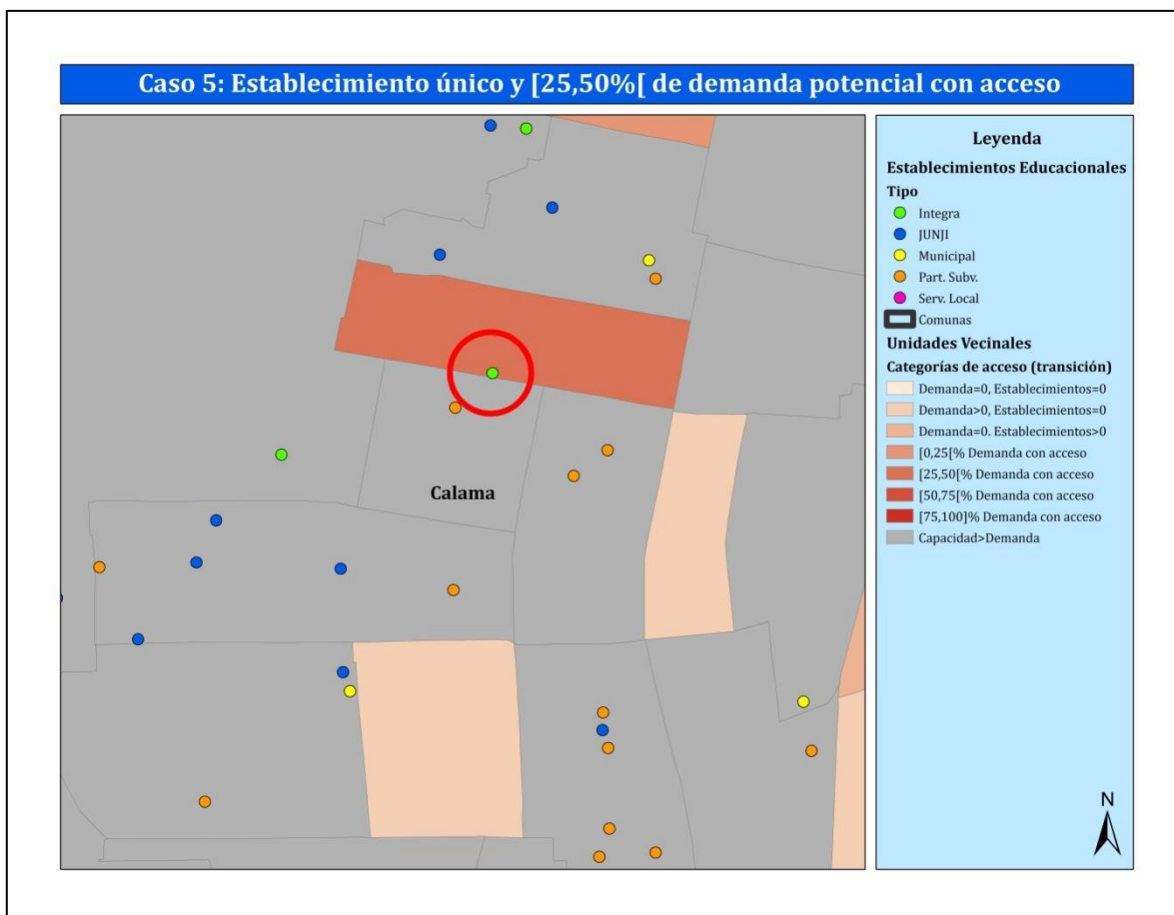 Caso 5: Establecimiento único y [25,50%[ de demanda potencial con acceso
Calama
Leyenda
Establecimientos Educacionales
Tipo
Integra
JUNJI
Municipal
Part. Subv.
Serv. Local
Comunas
Unidades Vecinales
Categorías de acceso (transición)
Demanda=0, Establecimientos=0
Demanda>0, Establecimientos=0
Demanda=0. Establecimientos>0
[0,25[% Demanda con acceso
[25,50[% Demanda con acceso
[50,75[% Demanda con acceso
[75,100]% Demanda con acceso
Capacidad>Demanda
N